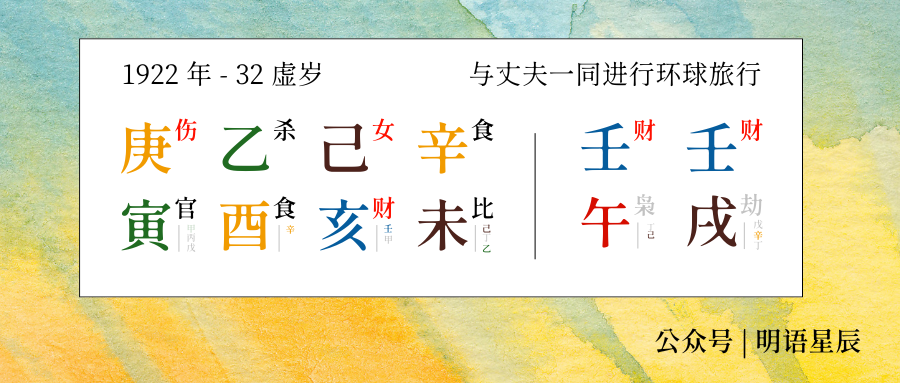 1922 年 - 32 虚岁 与丈夫一同进行环球旅行
庚伤 乙杀 己女 辛食 壬财 壬财
寅官 甲丙戊 酉食 辛 亥财 壬甲 未比 己丁乙 午枭 丁己 戌劫 戊辛丁
公众号 | 明语星辰